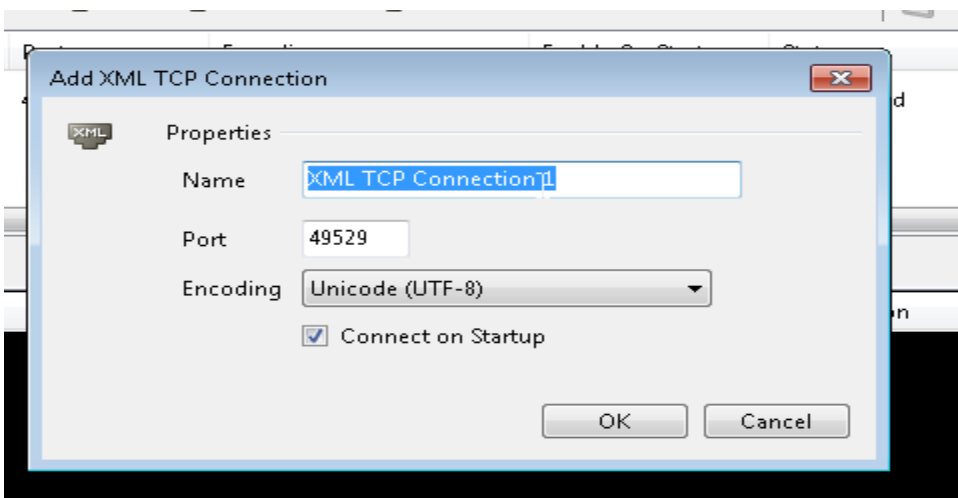 Add XML TCP Connection
XML
Properties
Name XML TCP Connection 1
Port 49529
Encoding Unicode (UTF-8)
Connect on Startup
OK Cancel